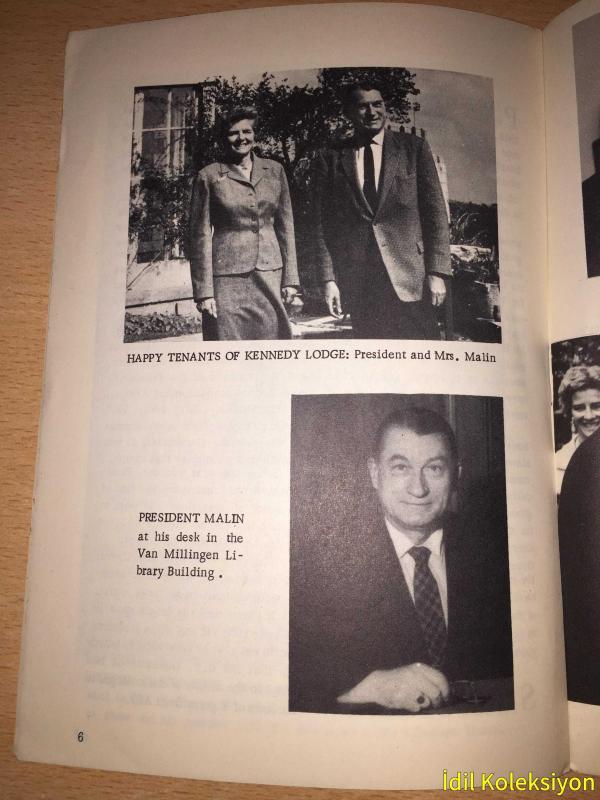 HAPPY TENANTS OF KENNEDY LODGE: President and Mrs. Malin
PRESIDENT MALIN
at his desk in the
Van Millingen Li-
brary Building .
6
İdil Koleksiyon